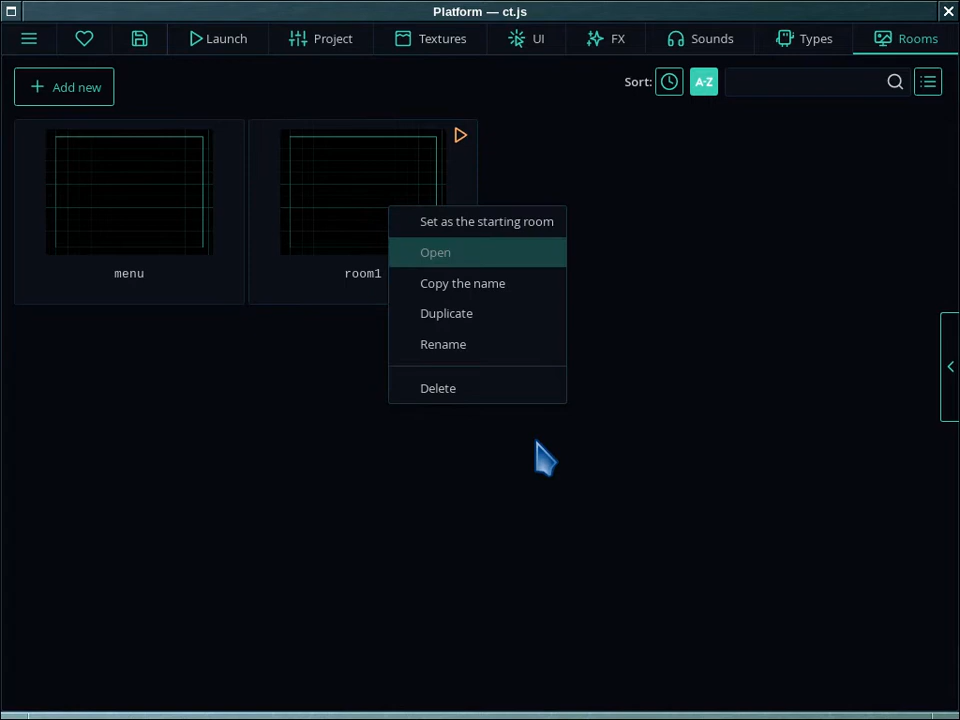 Platform — ct.js
Launch
Project
Textures
UI
FX
Sounds
Types
Rooms
Add new
Sort:
A-Z
menu
room1
Set as the starting room
Open
Copy the name
Duplicate
Rename
Delete